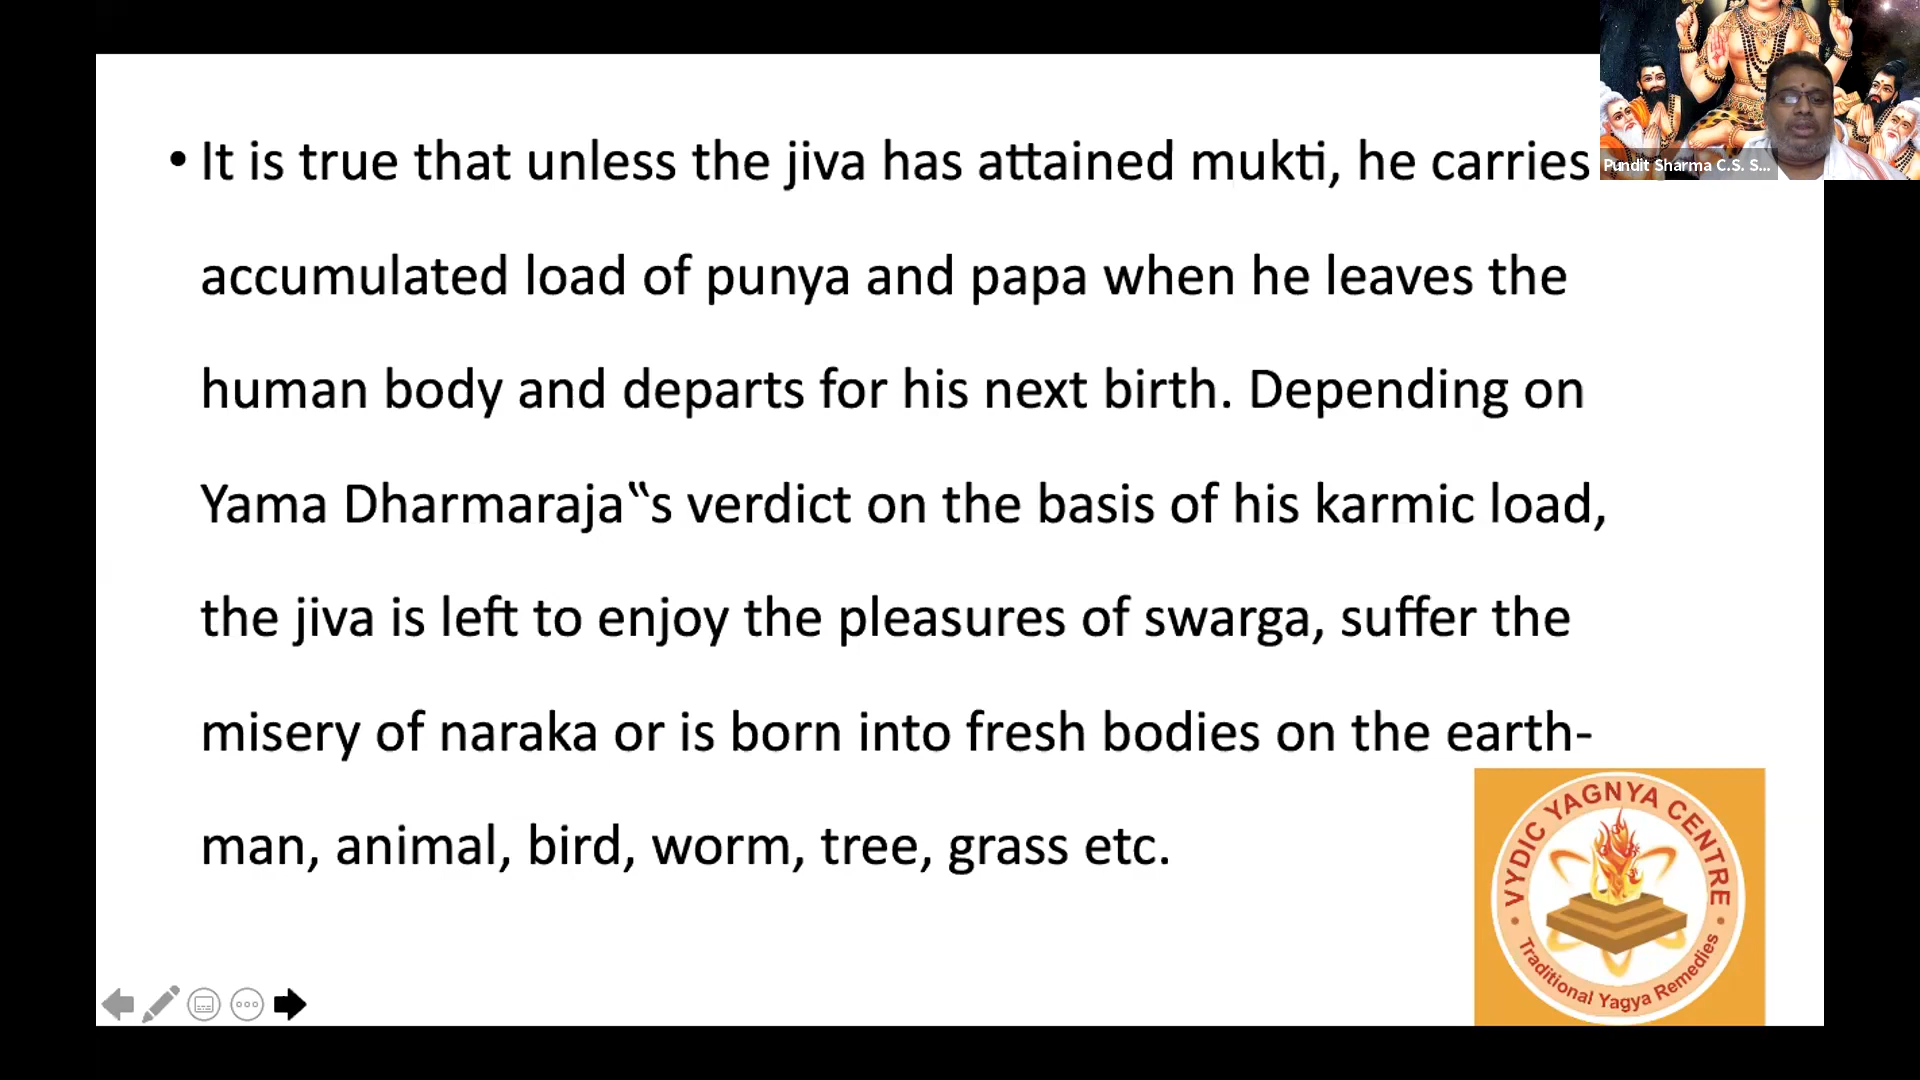 • It is true that unless the jiva has attained mukti, he carries
accumulated load of punya and papa when he leaves the
human body and departs for his next birth. Depending on
Yama Dharmaraja‟s verdict on the basis of his karmic load,
the jiva is left to enjoy the pleasures of swarga, suffer the
misery of naraka or is born into fresh bodies on the earth-
man, animal, bird, worm, tree, grass etc.
Pundit Sharma C.S. S...
VYDIC YAGNYA CENTRE
Traditional Yagya Remedies